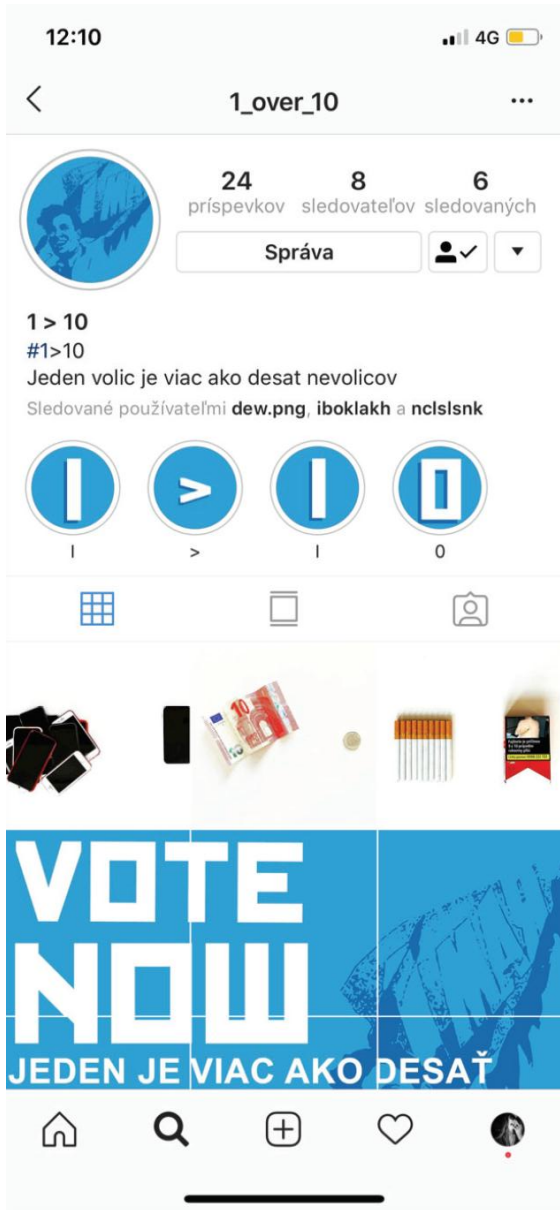 12:10
4G
1_over_10
24 8 6
príspevkov sledovateľov sledovaných
Správa
1 > 10
#1>10
Jeden volic je viac ako desat nevolicov
Sledované používateľmi dew.png, iboklakh a nclslsnk
I > I 0
I > I 0
10
VOTE
NOW
JEDEN JE VIAC AKO DESAŤ